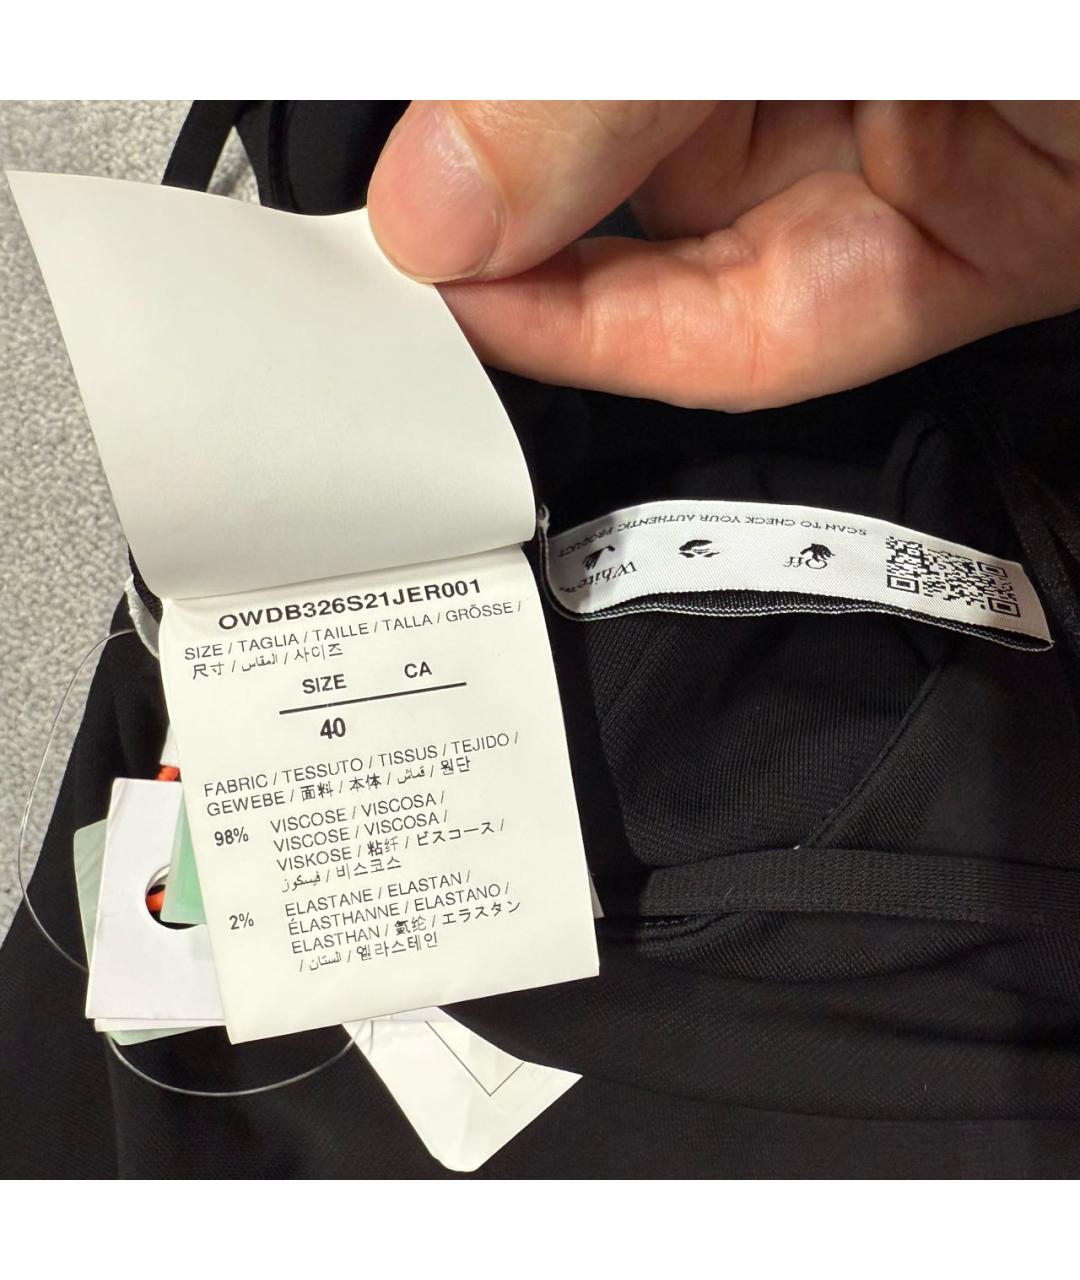 OWDB326S21JER001
SIZE / TAGLIA / TAILLE / TALLA / GRÖSSE /
尺寸 / المقاس / 사이즈
SIZE CA
40
FABRIC / TESSUTO / TISSUS / TEJIDO /
GEWEBE / 面料 / 本体 / قماش / 원단
98% VISCOSE / VISCOSA /
VISCOSE / VISCOSA /
VISKOSE / 粘纤 / ビスコース /
فيسكوز / 비스코스
2% ELASTANE / ELASTAN /
ÉLASTHANNE / ELASTANO /
ELASTHAN / 氨纶 / エラスタン
/ الستان / 엘라스테인
SCAN TO CHECK YOUR AUTHENTIC PRODUCT
Off White™